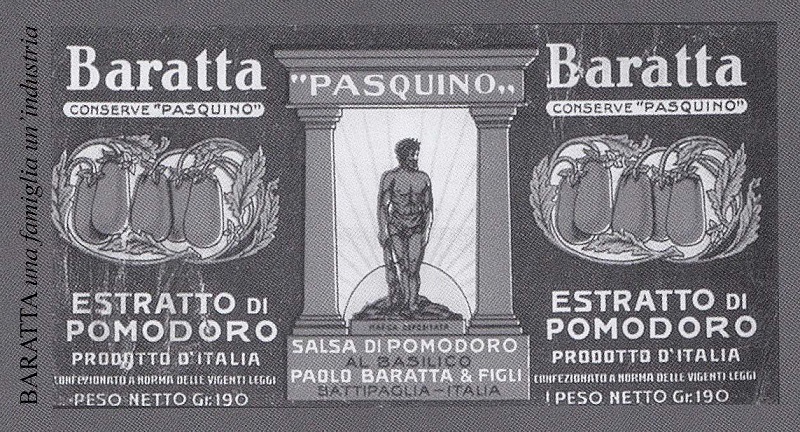 BARATTA una famiglia un'industria
Baratta
CONSERVE "PASQUINO"
ESTRATTO DI
POMODORO
PRODOTTO D'ITALIA
CONFEZIONATO A NORMA DELLE VIGENTI LEGGI
PESO NETTO Gr. 190
"PASQUINO"
MARCA DEPOSITATA
SALSA DI POMODORO
AL BASILICO
PAOLO BARATTA & FIGLI
BATTIPAGLIA-ITALIA
Baratta
CONSERVE "PASQUINO"
ESTRATTO DI
POMODORO
PRODOTTO D'ITALIA
CONFEZIONATO A NORMA DELLE VIGENTI LEGGI
PESO NETTO Gr. 190